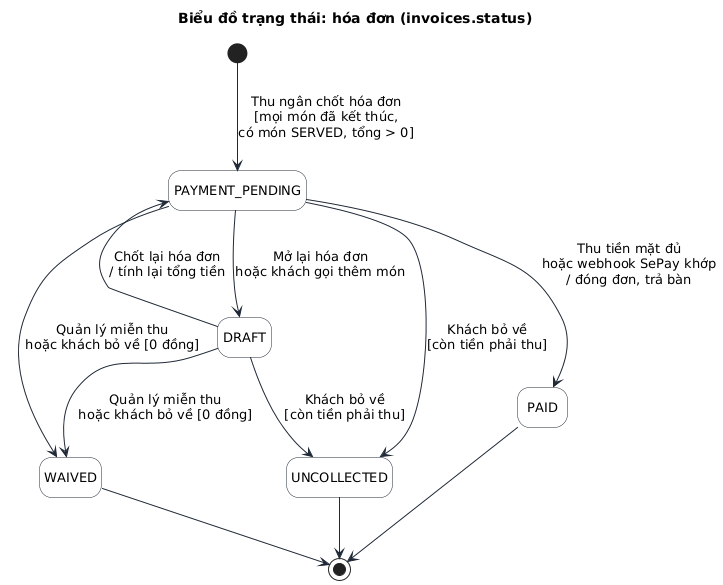 Biểu đồ trạng thái: hóa đơn (invoices.status)
Thu ngân chốt hóa đơn
[mọi món đã kết thúc,
có món SERVED, tổng > 0]
PAYMENT_PENDING
Chốt lại hóa đơn
/ tính lại tổng tiền
Mở lại hóa đơn
hoặc khách gọi thêm món
Thu tiền mặt đủ
hoặc webhook SePay khớp
/ đóng đơn, trả bàn
Quản lý miễn thu
hoặc khách bỏ về [0 đồng]
DRAFT
Khách bỏ về
[còn tiền phải thu]
Quản lý miễn thu
hoặc khách bỏ về [0 đồng]
Khách bỏ về
[còn tiền phải thu]
PAID
WAIVED
UNCOLLECTED